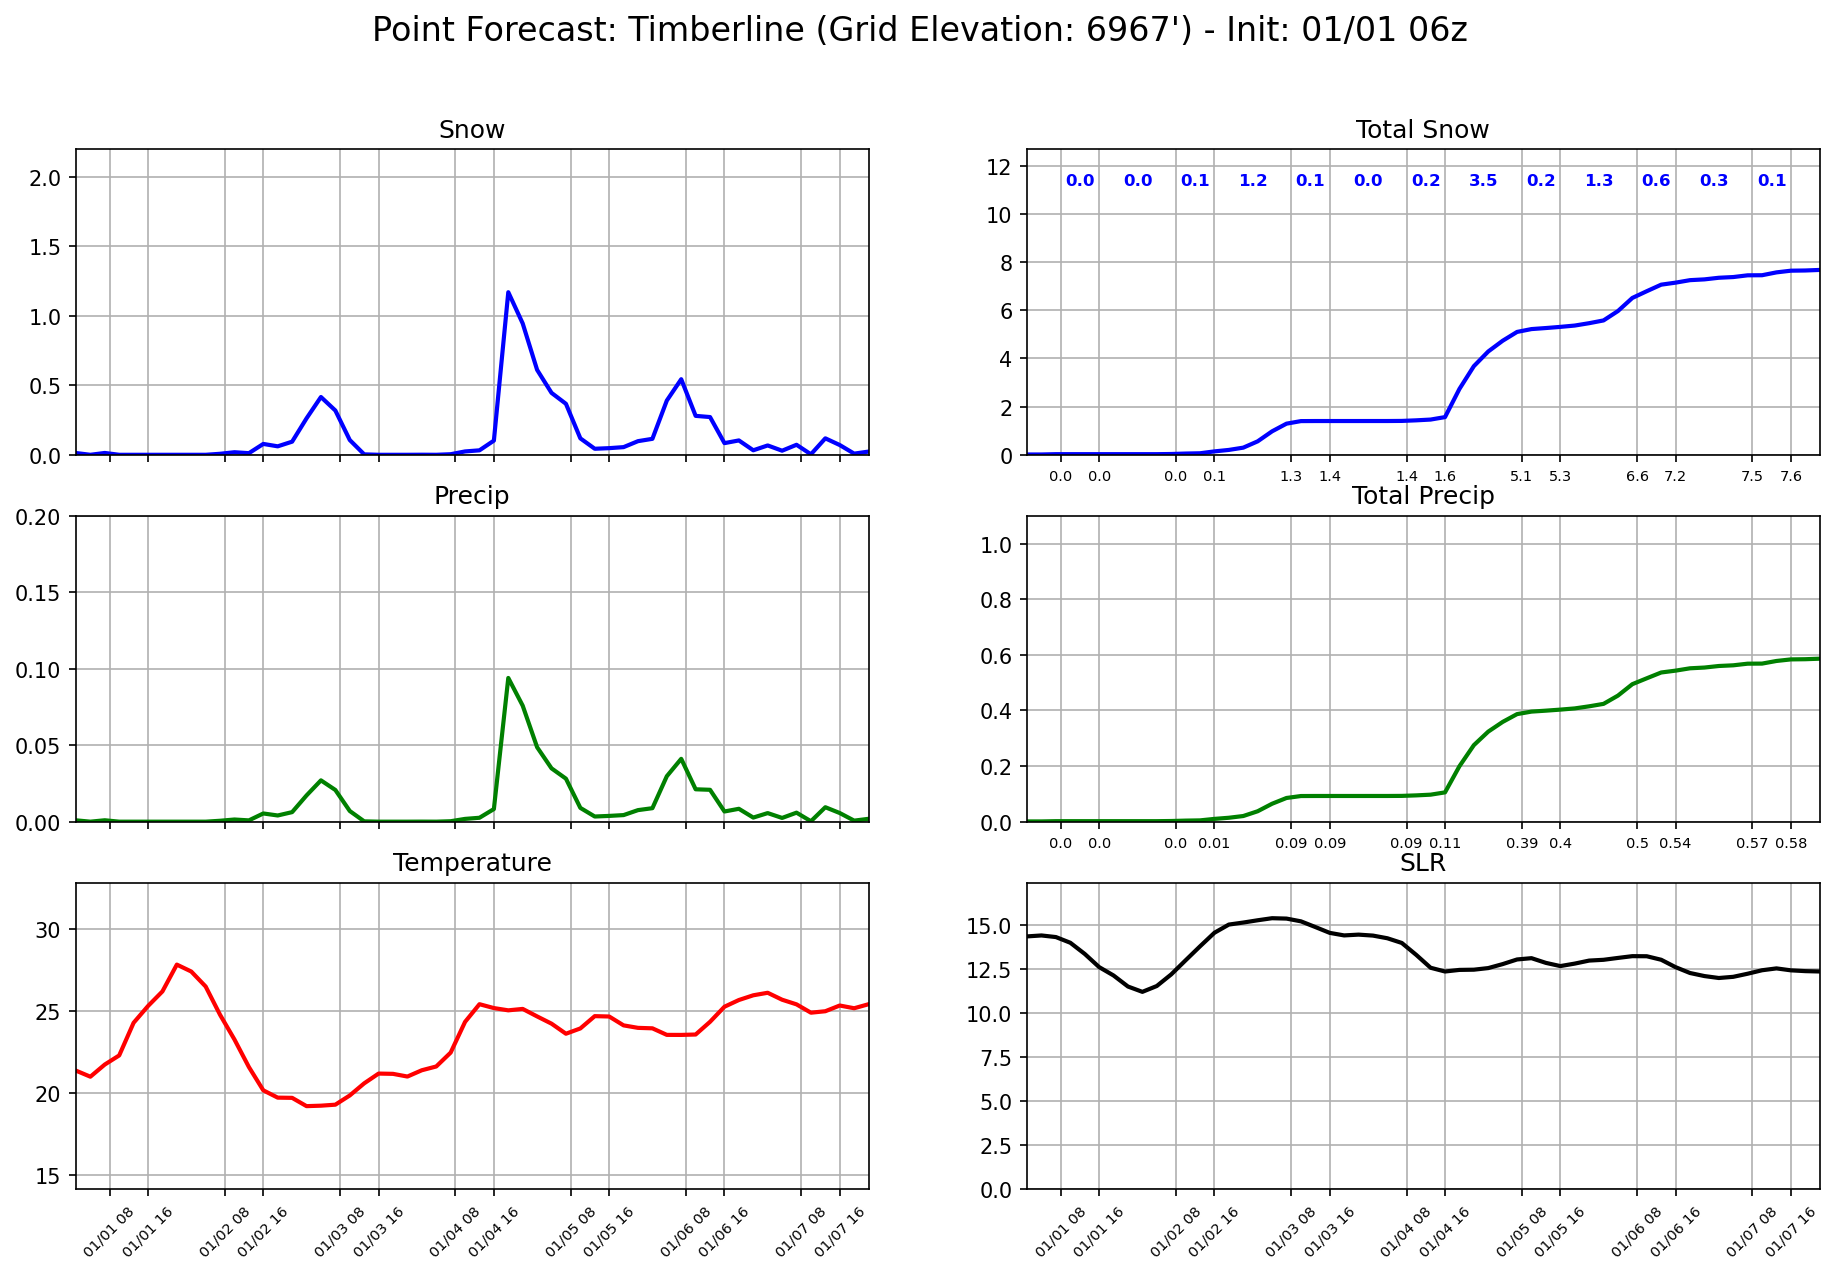 Point Forecast: Timberline (Grid Elevation: 6967') - Init: 01/01 06z
Snow
2.0
1.5
1.0
0.5
0.0
Total Snow
12
10
8
6
4
2
0
0.0 0.0 0.1 1.2 0.1 0.0 0.2 3.5 0.2 1.3 0.6 0.3 0.1
0.0 0.0 0.0 0.1 1.3 1.4 1.4 1.6 5.1 5.3 6.6 7.2 7.5 7.6
Precip
0.20
0.15
0.10
0.05
0.00
Total Precip
1.0
0.8
0.6
0.4
0.2
0.0
0.0 0.0 0.0 0.01 0.09 0.09 0.09 0.11 0.39 0.4 0.5 0.54 0.57 0.58
Temperature
30
25
20
15
01/01 08 01/01 16 01/02 08 01/02 16 01/03 08 01/03 16 01/04 08 01/04 16 01/05 08 01/05 16 01/06 08 01/06 16 01/07 08 01/07 16
SLR
15.0
12.5
10.0
7.5
5.0
2.5
0.0
01/01 08 01/01 16 01/02 08 01/02 16 01/03 08 01/03 16 01/04 08 01/04 16 01/05 08 01/05 16 01/06 08 01/06 16 01/07 08 01/07 16